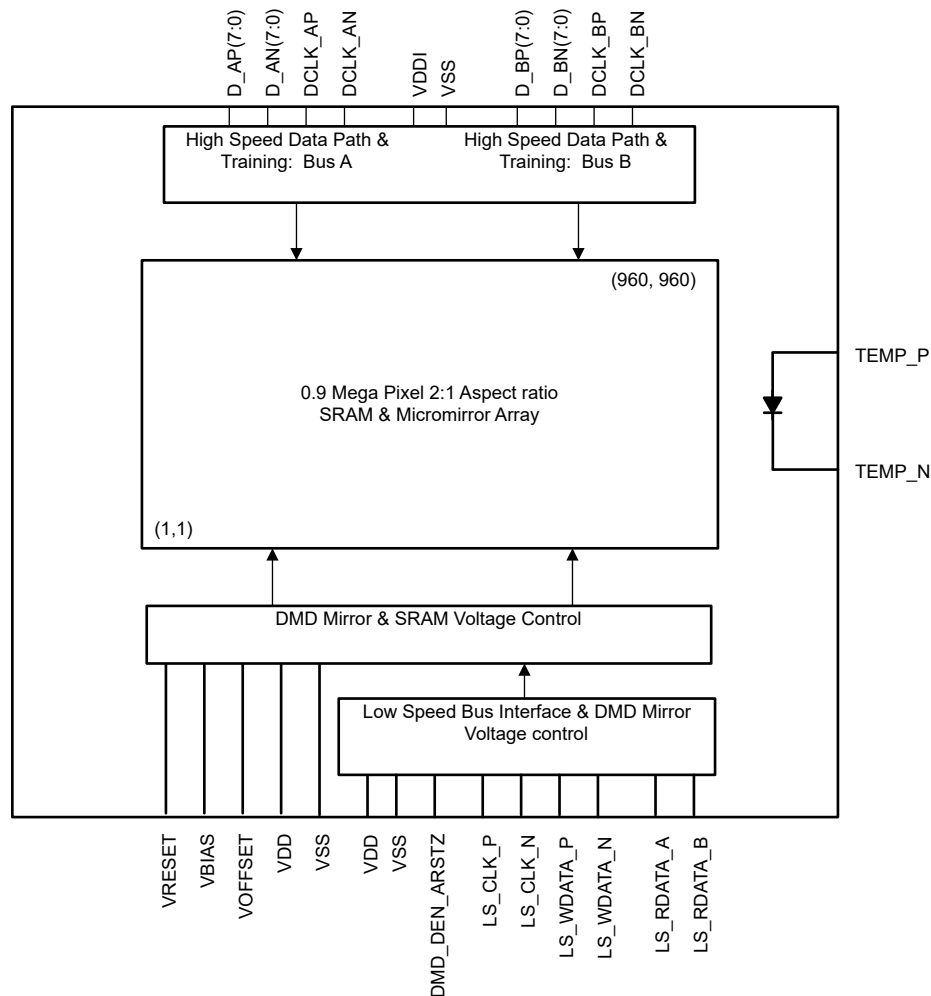 D_AP(7:0)
D_AN(7:0)
DCLK_AP
DCLK_AN
VDDI
VSS
D_BP(7:0)
D_BN(7:0)
DCLK_BP
DCLK_BN
High Speed Data Path &
Training: Bus A
High Speed Data Path &
Training: Bus B
(960, 960)
0.9 Mega Pixel 2:1 Aspect ratio
SRAM & Micromirror Array
(1,1)
TEMP_P
TEMP_N
DMD Mirror & SRAM Voltage Control
Low Speed Bus Interface & DMD Mirror
Voltage control
VRESET
VBIAS
VOFFSET
VDD
VSS
VDD
VSS
DMD_DEN_ARSTZ
LS_CLK_P
LS_CLK_N
LS_WDATA_P
LS_WDATA_N
LS_RDATA_A
LS_RDATA_B